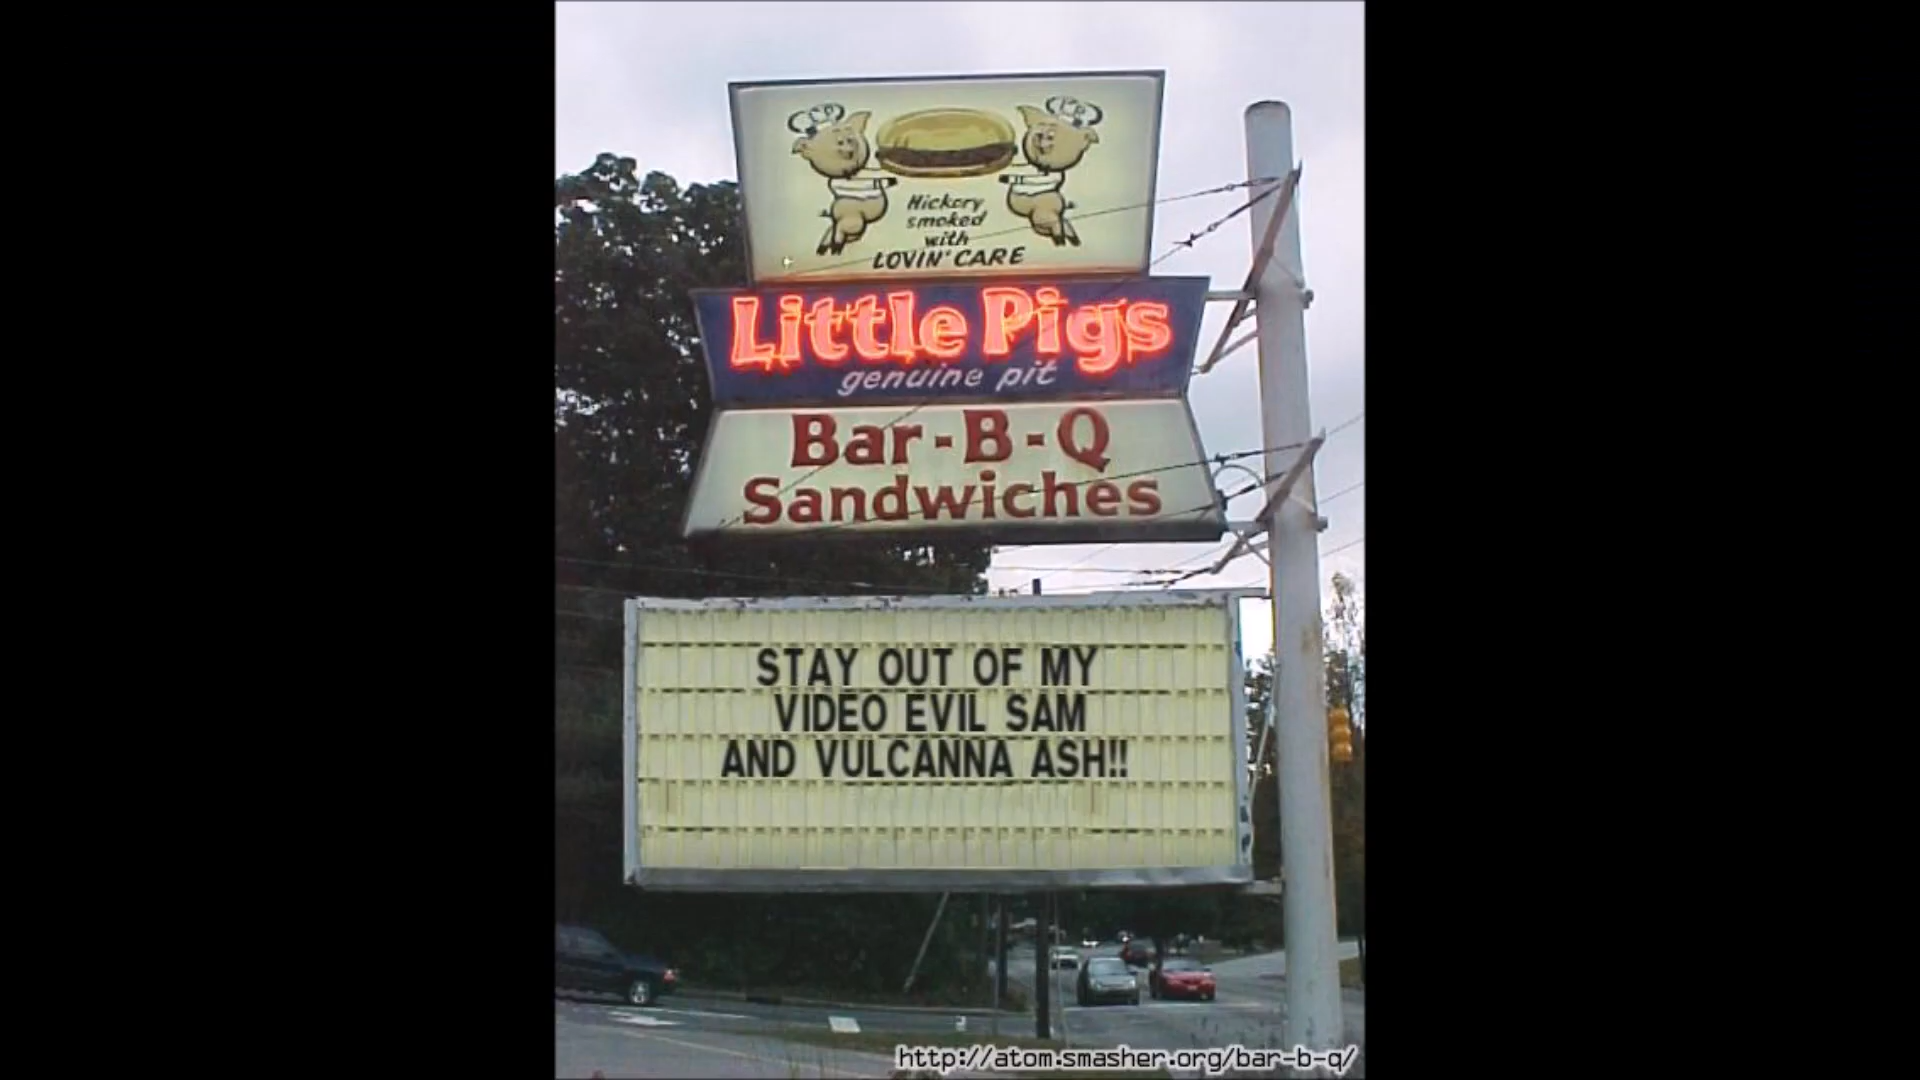 Hickory
smoked
with
LOVIN' CARE
Little Pigs
genuine pit
Bar-B-Q
Sandwiches
STAY OUT OF MY
VIDEO EVIL SAM
AND VULCANNA ASH!!
http://atom.smasher.org/bar-b-q/